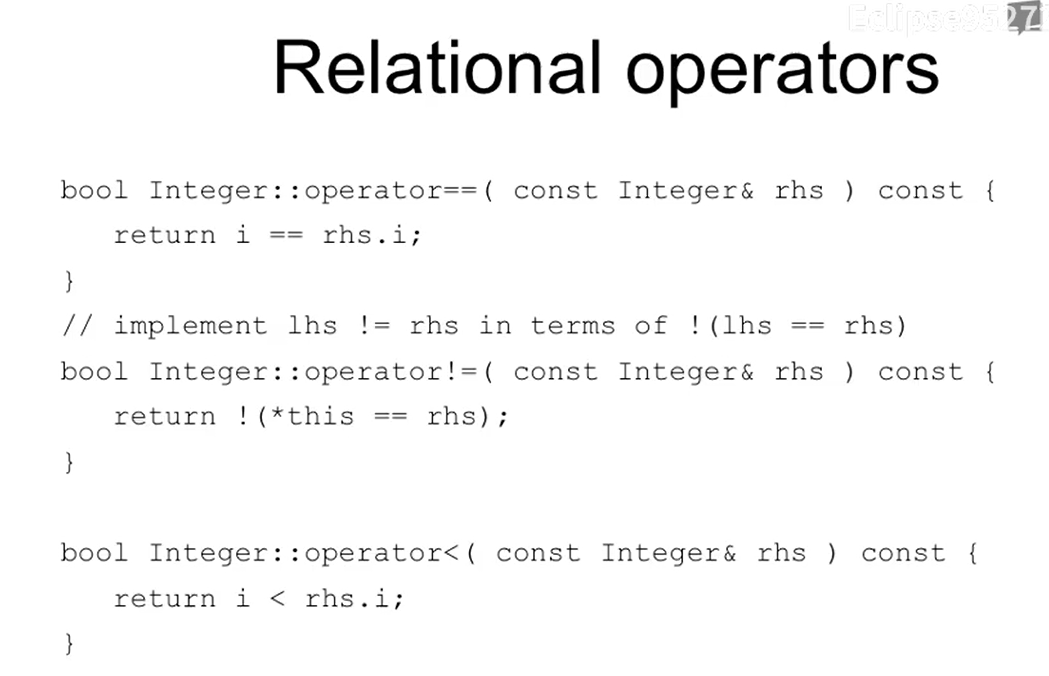 Eclipse9527i
Relational operators
bool Integer::operator==( const Integer& rhs ) const {
return i == rhs.i;
}
// implement lhs != rhs in terms of !(lhs == rhs)
bool Integer::operator!=( const Integer& rhs ) const {
return !(*this == rhs);
}
bool Integer::operator<( const Integer& rhs ) const {
return i < rhs.i;
}